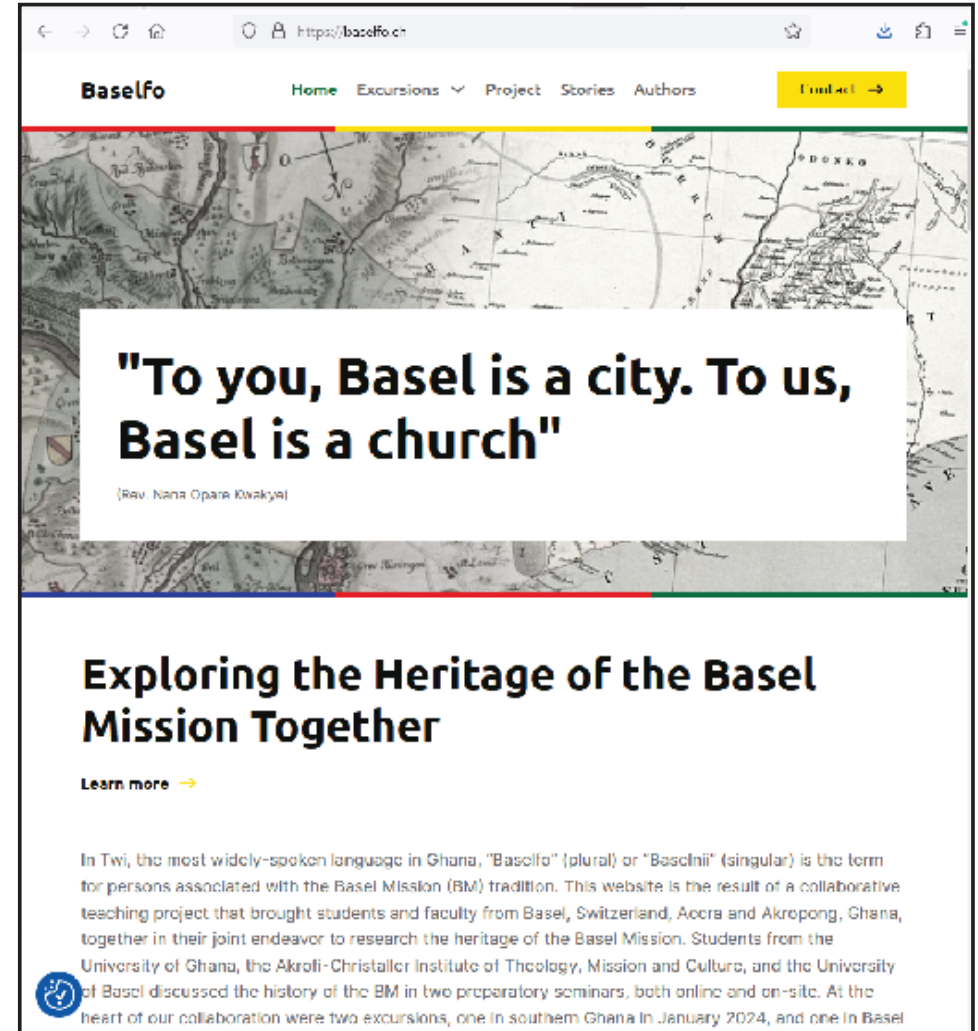 https://baselfo.ch
Baselfo
Home Excursions Project Stories Authors
Contact →
"To you, Basel is a city. To us,
Basel is a church"
(Rev. Nana Opare Kwakye)
Exploring the Heritage of the Basel
Mission Together
Learn more →
In Twi, the most widely-spoken language in Ghana, "Baselfo" (plural) or "Baselnii" (singular) is the term
for persons associated with the Basel Mission (BM) tradition. This website is the result of a collaborative
teaching project that brought students and faculty from Basel, Switzerland, Accra and Akropong, Ghana,
together in their joint endeavor to research the heritage of the Basel Mission. Students from the
University of Ghana, the Akrofi-Christaller Institute of Theology, Mission and Culture, and the University
of Basel discussed the history of the BM in two preparatory seminars, both online and on-site. At the
heart of our collaboration were two excursions, one in southern Ghana in January 2024, and one in Basel